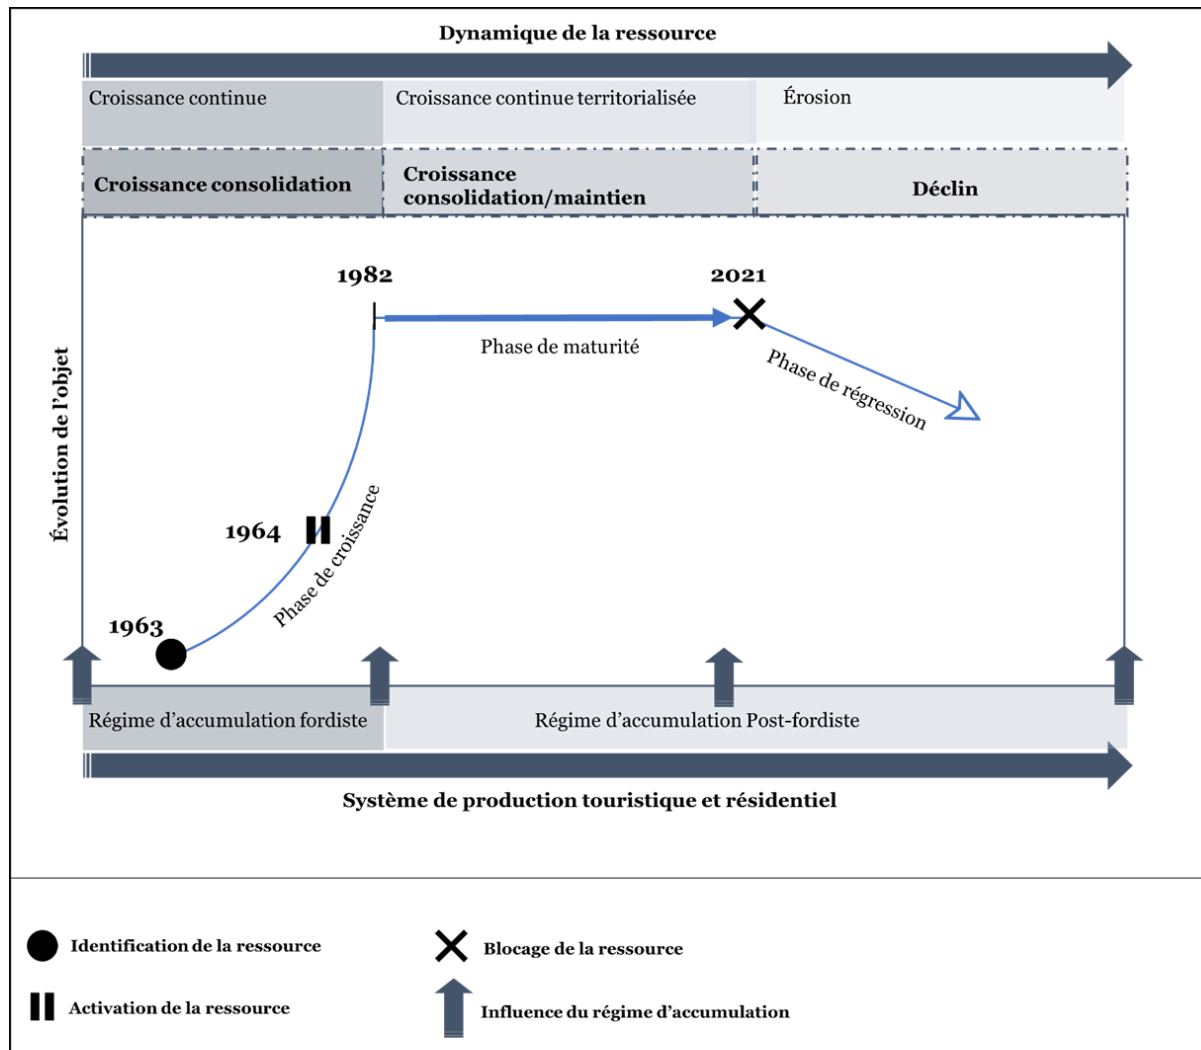 Dynamique de la ressource
Croissance continue
Croissance continue territorialisée
Érosion
Croissance consolidation
Croissance
consolidation/maintien
Déclin
Évolution de l'objet
1982
2021
Phase de maturité
Phase de régression
1964
Phase de croissance
1963
Régime d'accumulation fordiste
Régime d'accumulation Post-fordiste
Système de production touristique et résidentiel
Identification de la ressource
Blocage de la ressource
Activation de la ressource
Influence du régime d'accumulation